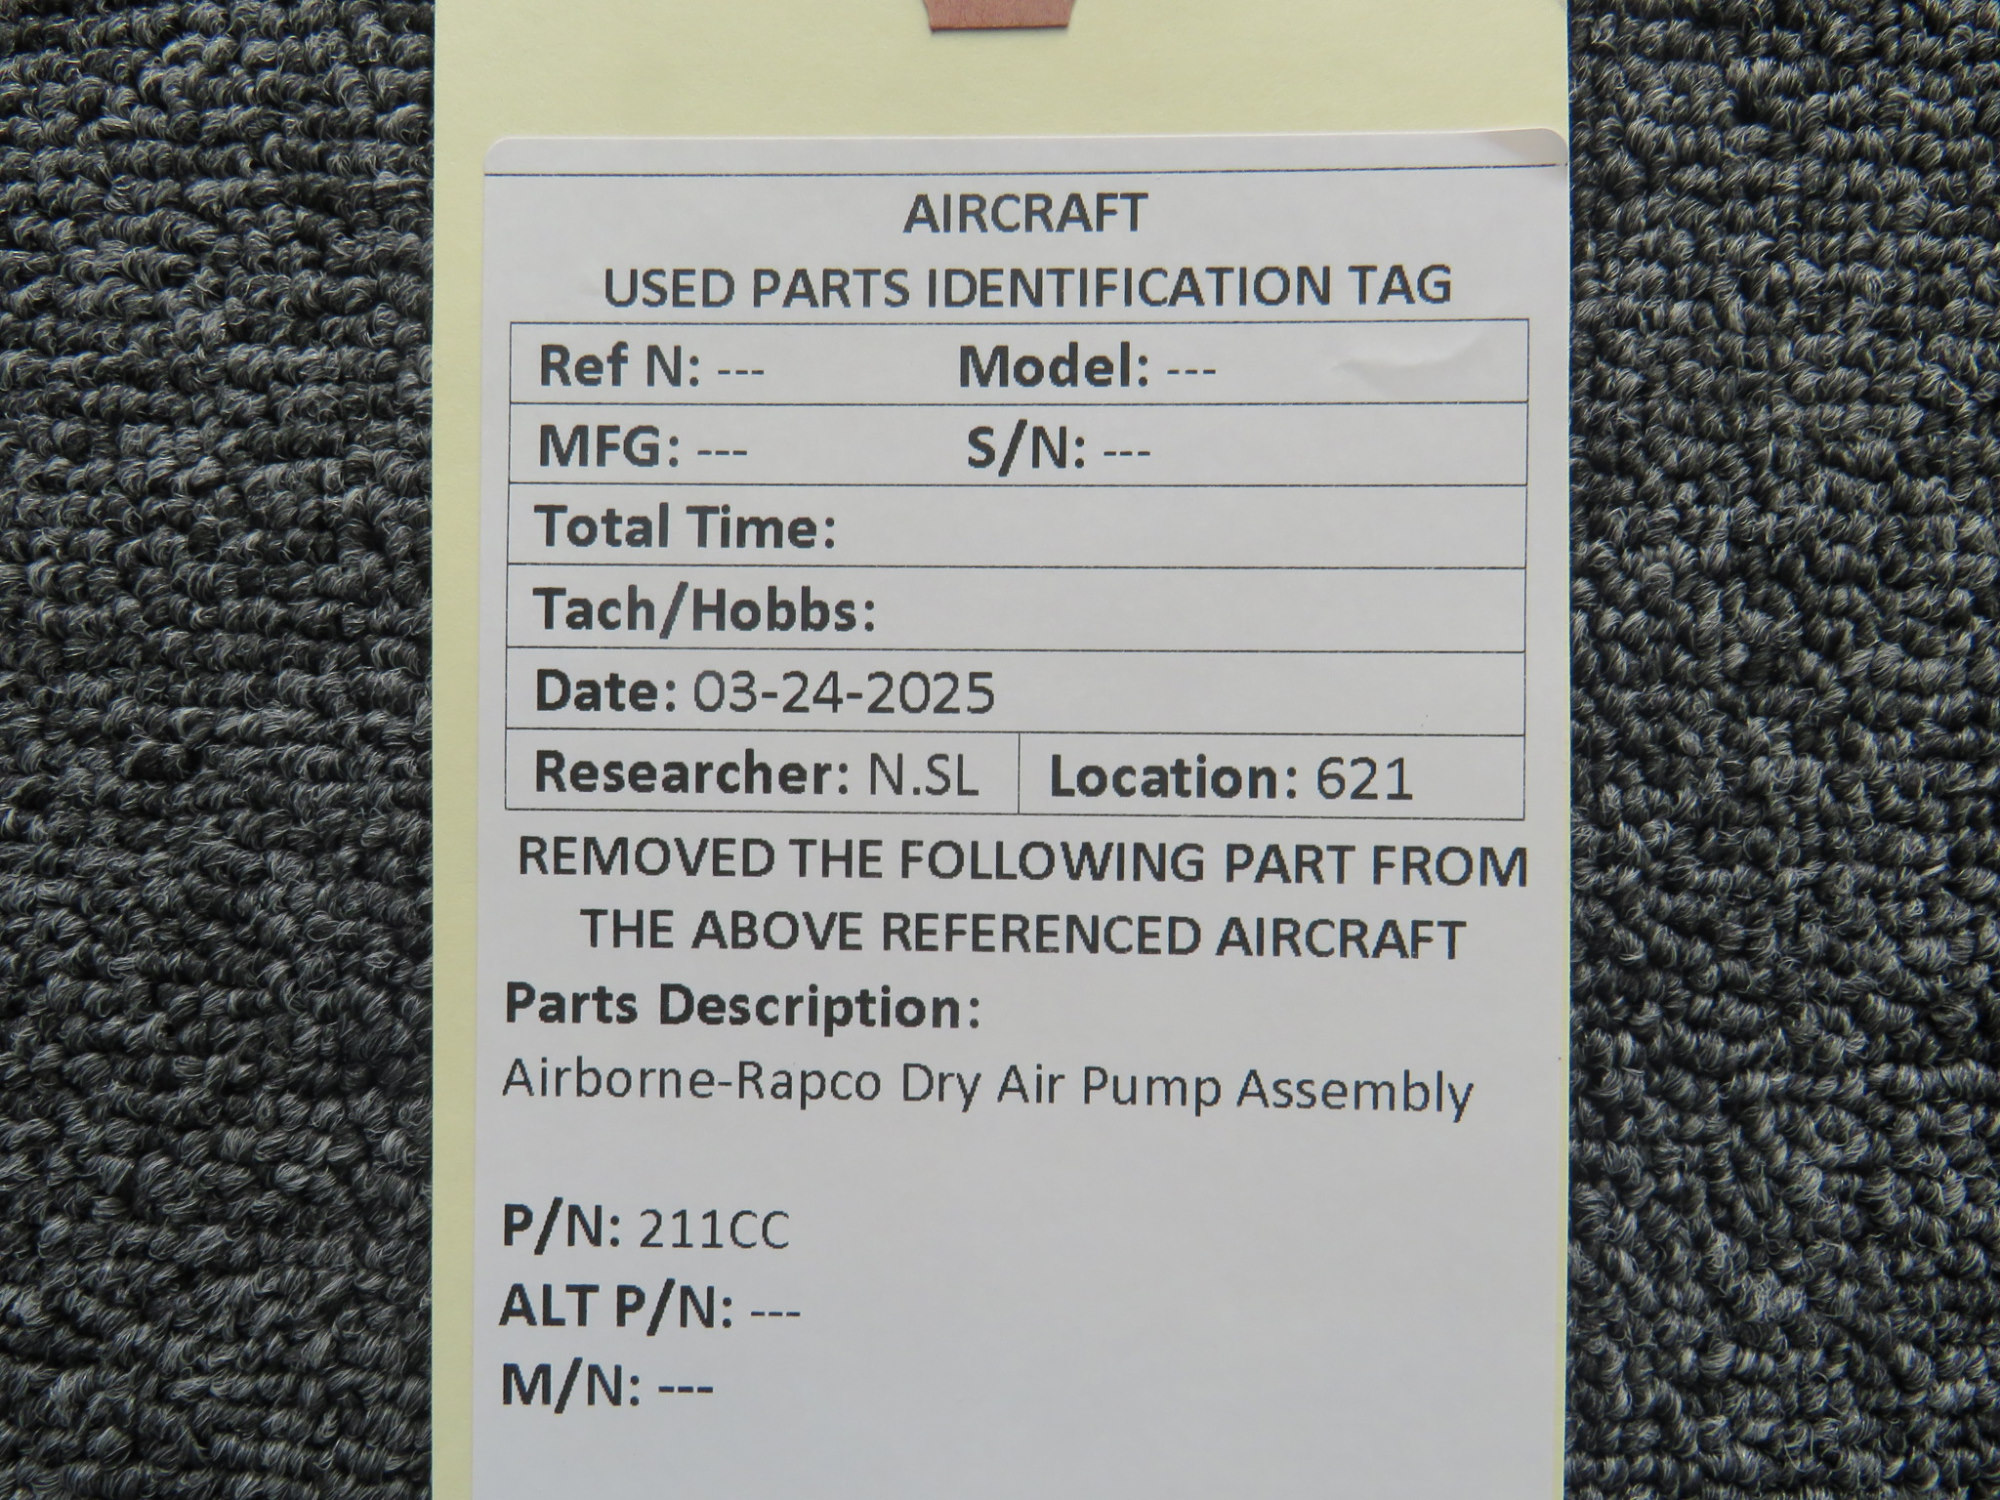 AIRCRAFT
USED PARTS IDENTIFICATION TAG
Ref N: --- Model: ---
MFG: --- S/N: ---
Total Time:
Tach/Hobbs:
Date: 03-24-2025
Researcher: N.SL Location: 621
REMOVED THE FOLLOWING PART FROM
THE ABOVE REFERENCED AIRCRAFT
Parts Description:
Airborne-Rapco Dry Air Pump Assembly
P/N: 211CC
ALT P/N: ---
M/N: ---